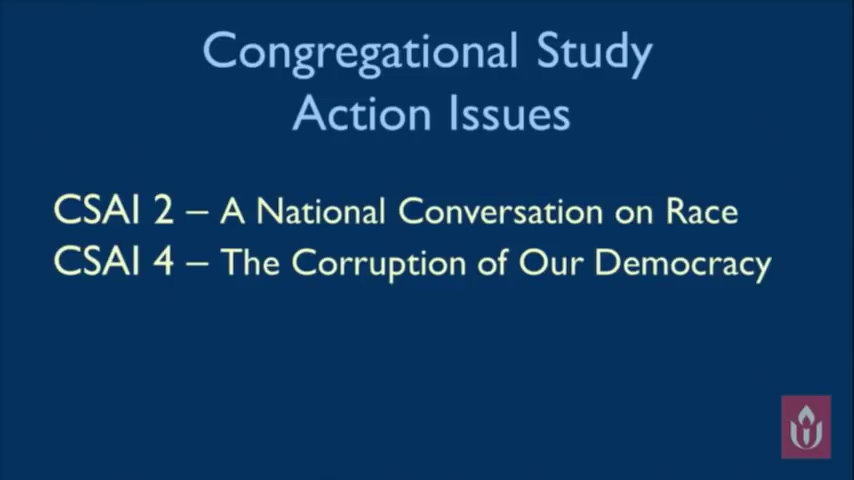 Congregational Study
Action Issues
CSAI 2 – A National Conversation on Race
CSAI 4 – The Corruption of Our Democracy